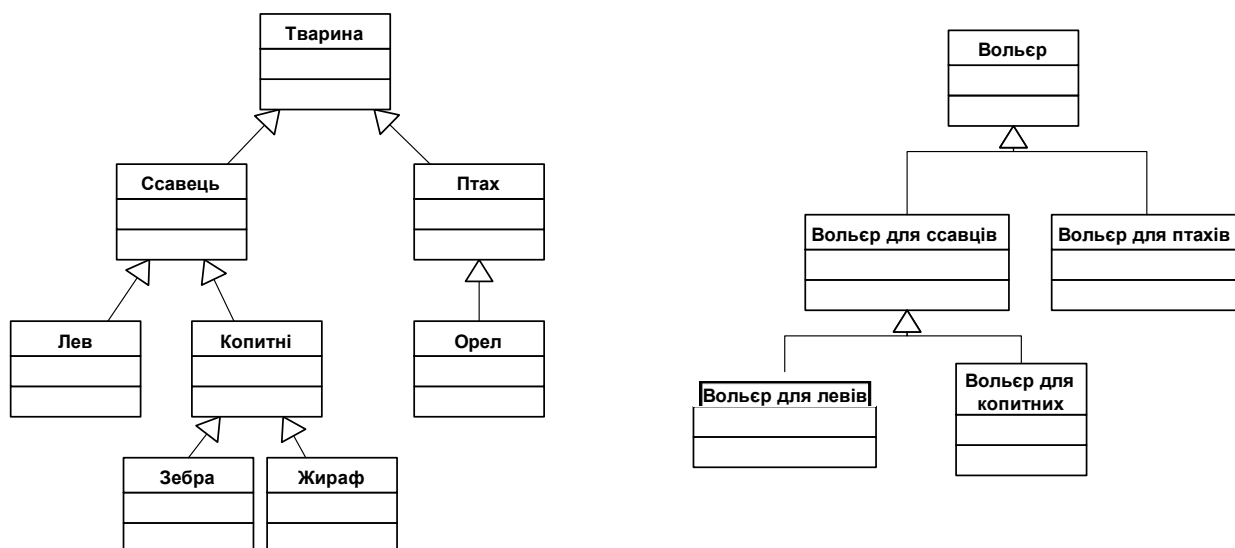 Тварина
Ссавець
Птах
Лев
Копитні
Орел
Зебра
Жираф
Вольєр
Вольєр для ссавців
Вольєр для птахів
Вольєр для левів
Вольєр для
копитних